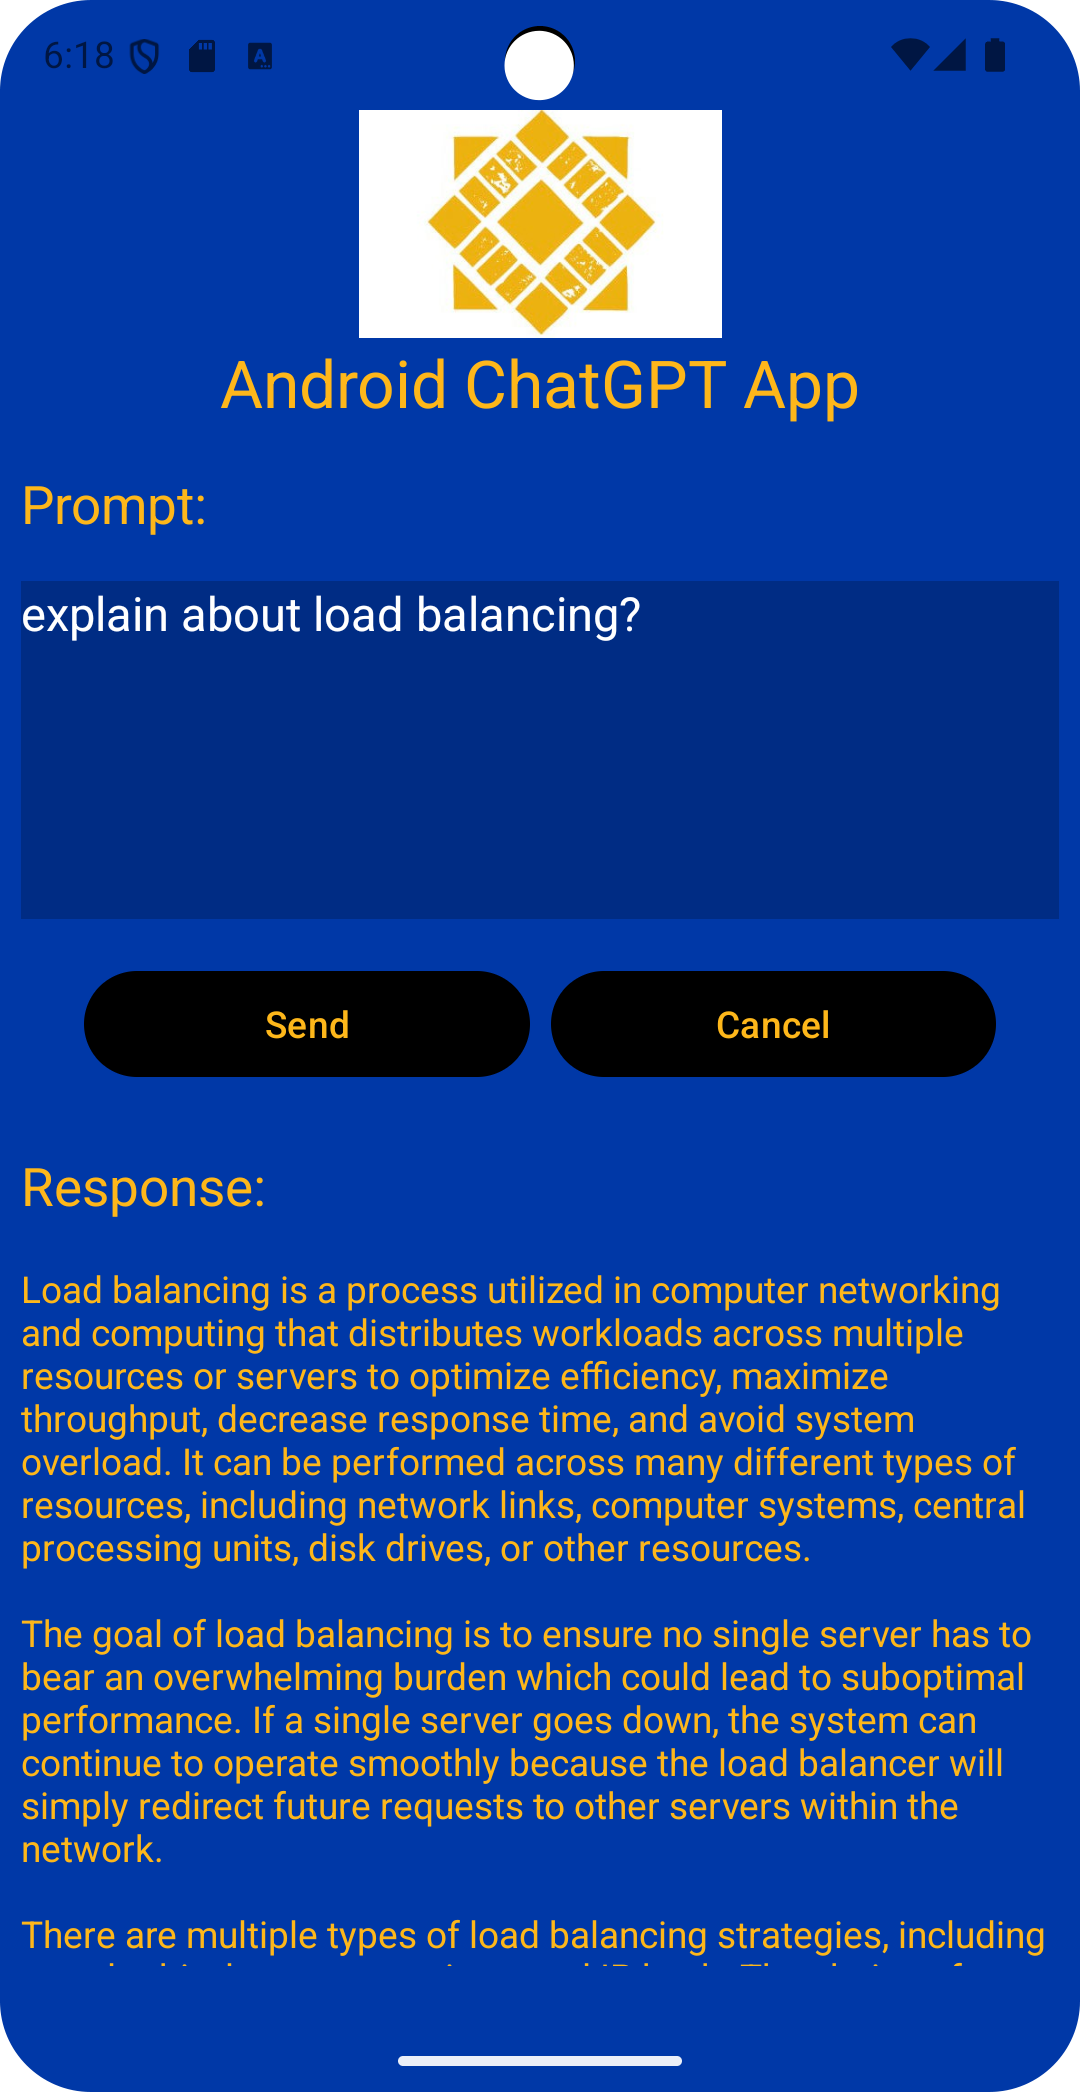 6:18
Android ChatGPT App
Prompt:
explain about load balancing?
Send Cancel
Response:
Load balancing is a process utilized in computer networking
and computing that distributes workloads across multiple
resources or servers to optimize efficiency, maximize
throughput, decrease response time, and avoid system
overload. It can be performed across many different types of
resources, including network links, computer systems, central
processing units, disk drives, or other resources.
The goal of load balancing is to ensure no single server has to
bear an overwhelming burden which could lead to suboptimal
performance. If a single server goes down, the system can
continue to operate smoothly because the load balancer will
simply redirect future requests to other servers within the
network.
There are multiple types of load balancing strategies, including